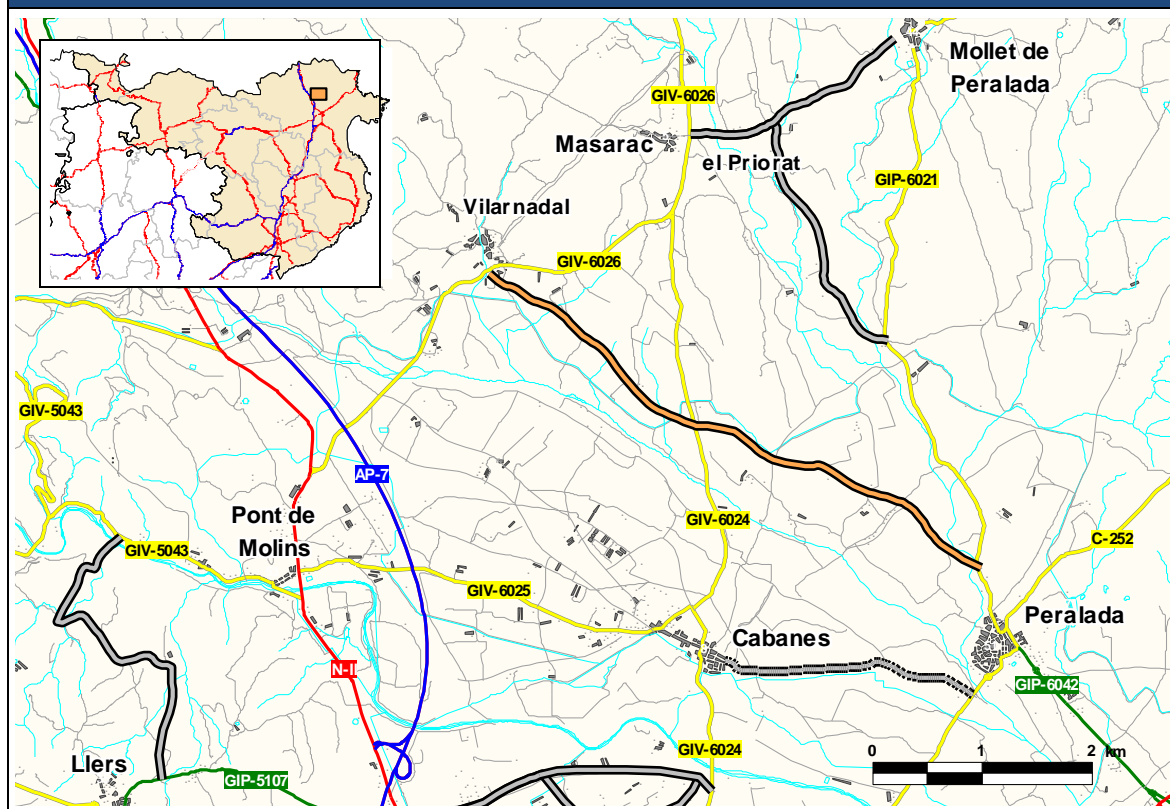 Mollet de
Peralada
GIV-6026
Masarac
el Priorat
GIP-6021
Vilarnadal
GIV-6026
GIV-5043
AP-7
Pont de
Molins
GIV-6024
C-252
GIV-5043
GIV-6025
Peralada
Cabanes
N-II
GIP-6042
GIV-6024
0 1 2 km
Llers
GIP-5107